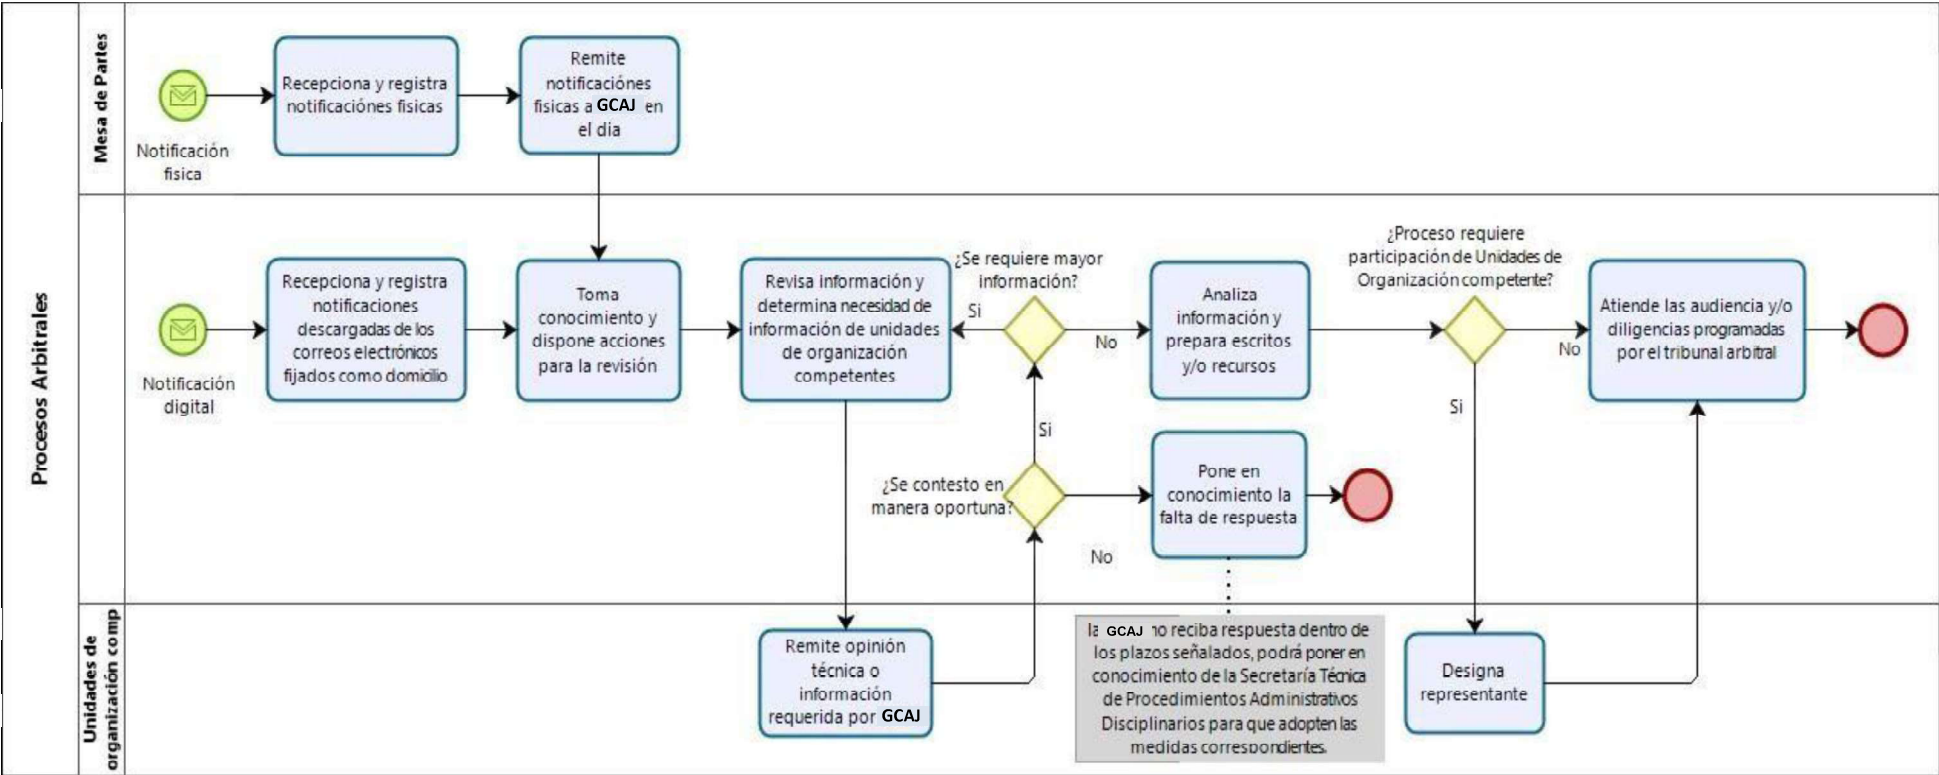 Procesos Arbitrales
Mesa de Partes
Notificación
fisica
Recepciona y registra
notificaciónes fisicas
Remite
notificaciónes
fisicas a GCAJ en
el dia
Notificación
digital
Recepciona y registra
notificaciones
descargadas de los
correos electrónicos
fijados como domicilio
Toma
conocimiento y
dispone acciones
para la revisión
Revisa información y
determina necesidad de
información de unidades
de organización
competentes
¿Se requiere mayor
información?
Si
No
Analiza
información y
prepara escritos
y/o recursos
¿Proceso requiere
participación de Unidades de
Organización competente?
No
Si
Atiende las audiencia y/o
diligencias programadas
por el tribunal arbitral
Si
¿Se contesto en
manera oportuna?
No
Pone en
conocimiento la
falta de respuesta
Unidades de
organización comp
Remite opinión
técnica o
información
requerida por GCAJ
la GCAJ no reciba respuesta dentro de
los plazos señalados, podrá poner en
conocimiento de la Secretaría Técnica
de Procedimientos Administrativos
Disciplinarios para que adopten las
medidas correspondientes.
Designa
representante